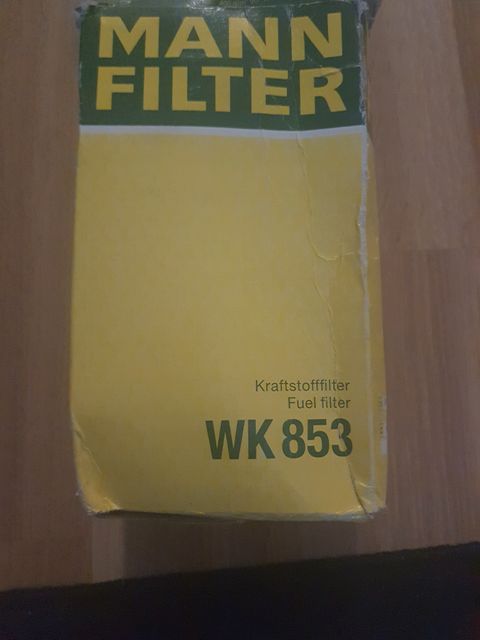 MANN
FILTER
Kraftstofffilter
Fuel filter
WK 853